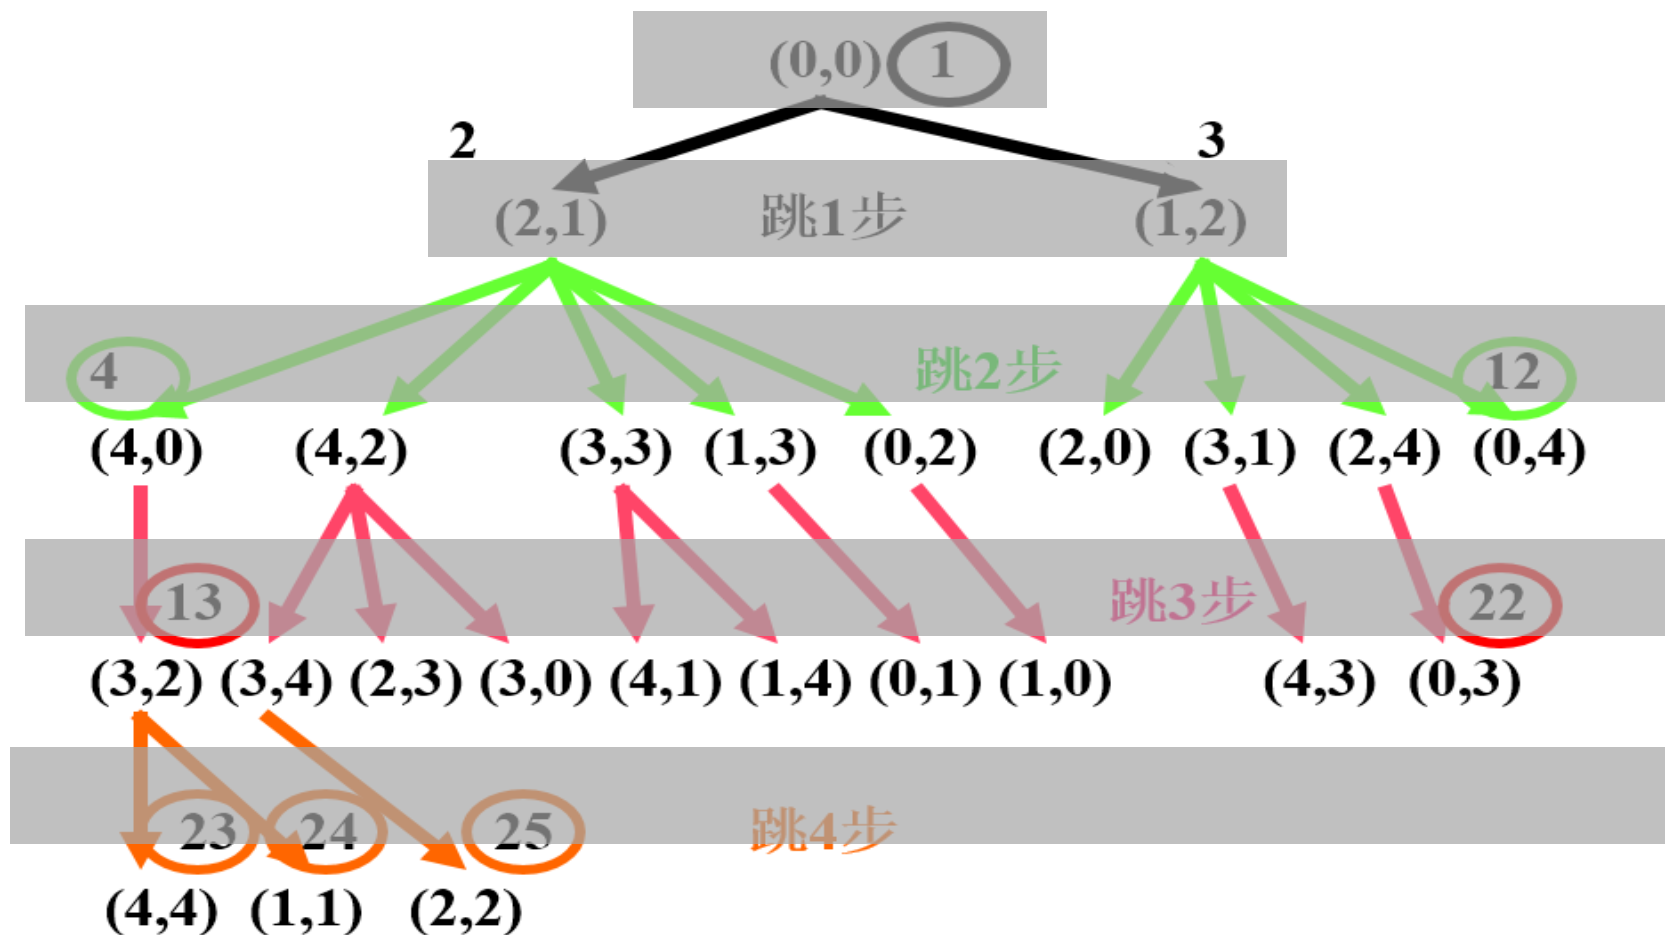 (0,0) 1
2 3
(2,1) 跳1步 (1,2)
4 跳2步 12
(4,0) (4,2) (3,3) (1,3) (0,2) (2,0) (3,1) (2,4) (0,4)
13 跳3步 22
(3,2) (3,4) (2,3) (3,0) (4,1) (1,4) (0,1) (1,0) (4,3) (0,3)
23 24 25 跳4步
(4,4) (1,1) (2,2)